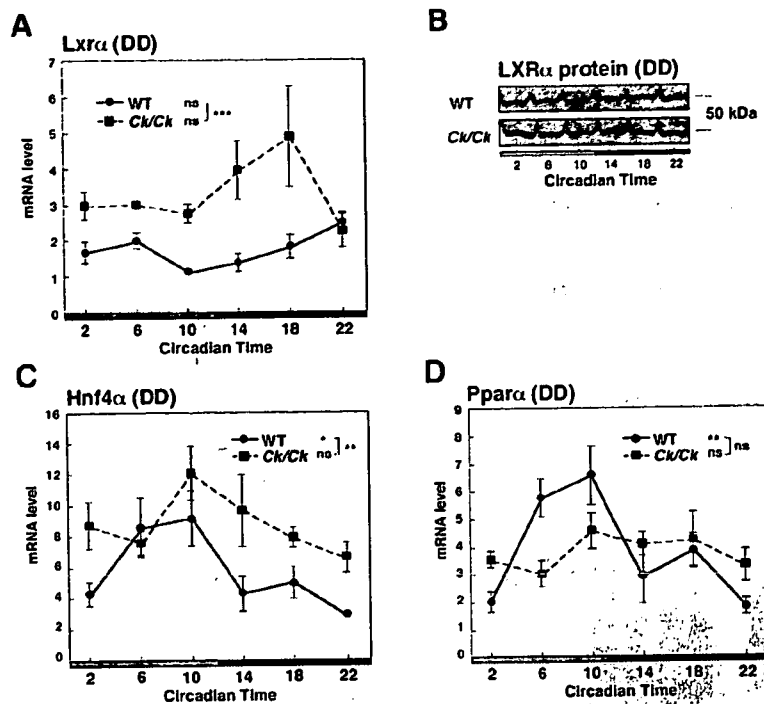 A
Lxrα (DD)
7
6
5
4
3
2
1
0
mRNA level
WT ns
Ck/Ck ns
***
2 6 10 14 18 22
Circadian Time
B
LXRα protein (DD)
WT
Ck/Ck
50 kDa
2 6 10 14 18 22
Circadian Time
C
Hnf4α (DD)
16
14
12
10
8
6
4
2
0
mRNA level
WT *
Ck/Ck ns
**
2 6 10 14 18 22
Circadian Time
D
Pparα (DD)
9
8
7
6
5
4
3
2
1
0
mRNA level
WT **
Ck/Ck ns
ns
2 6 10 14 18 22
Circadian Time